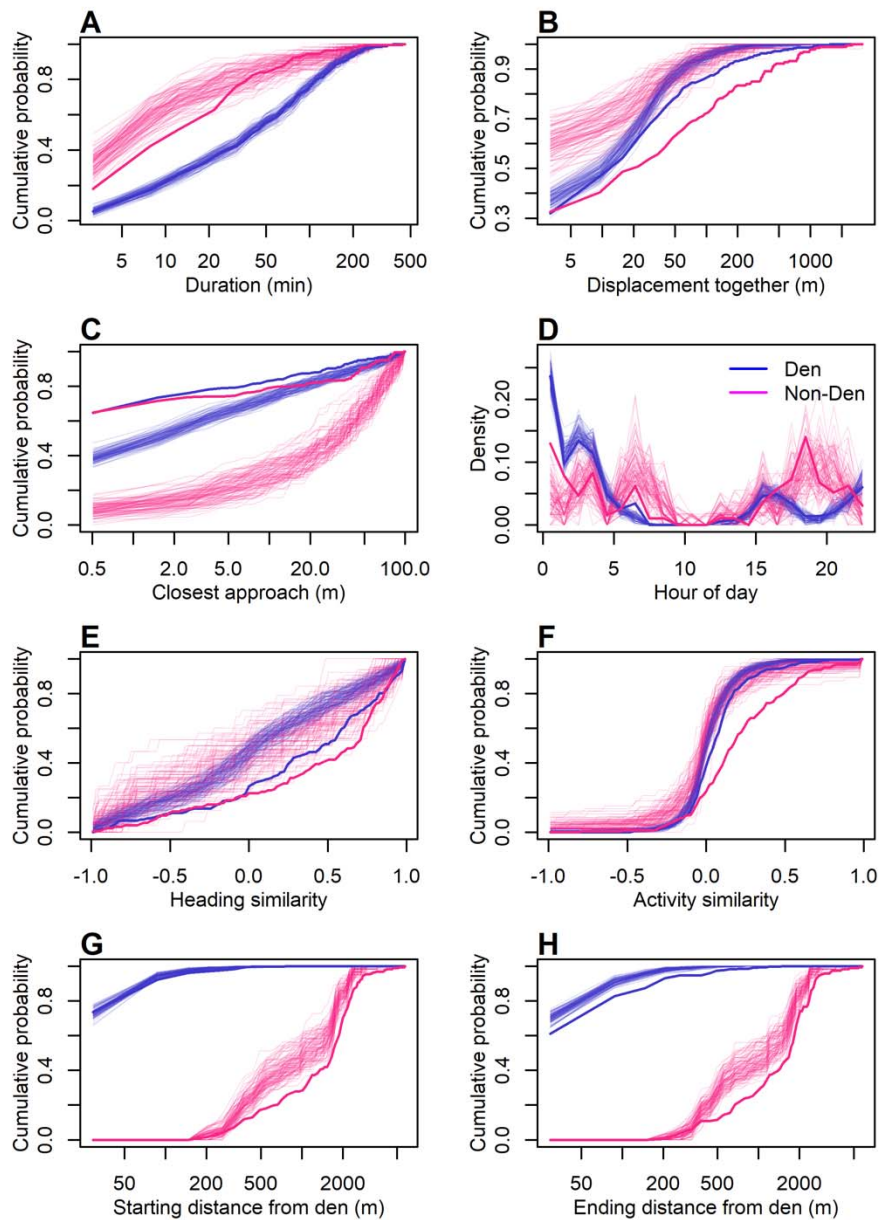 A
Cumulative probability
0.0 0.4 0.8
5 10 20 50 200 500
Duration (min)
B
Cumulative probability
0.3 0.5 0.7 0.9
5 20 50 200 1000
Displacement together (m)
C
Cumulative probability
0.0 0.4 0.8
0.5 2.0 5.0 20.0 100.0
Closest approach (m)
D
Density
0.00 0.10 0.20
Den
Non-Den
0 5 10 15 20
Hour of day
E
Cumulative probability
0.0 0.4 0.8
-1.0 -0.5 0.0 0.5 1.0
Heading similarity
F
Cumulative probability
0.0 0.4 0.8
-1.0 -0.5 0.0 0.5 1.0
Activity similarity
G
Cumulative probability
0.0 0.4 0.8
50 200 500 2000
Starting distance from den (m)
H
Cumulative probability
0.0 0.4 0.8
50 200 500 2000
Ending distance from den (m)